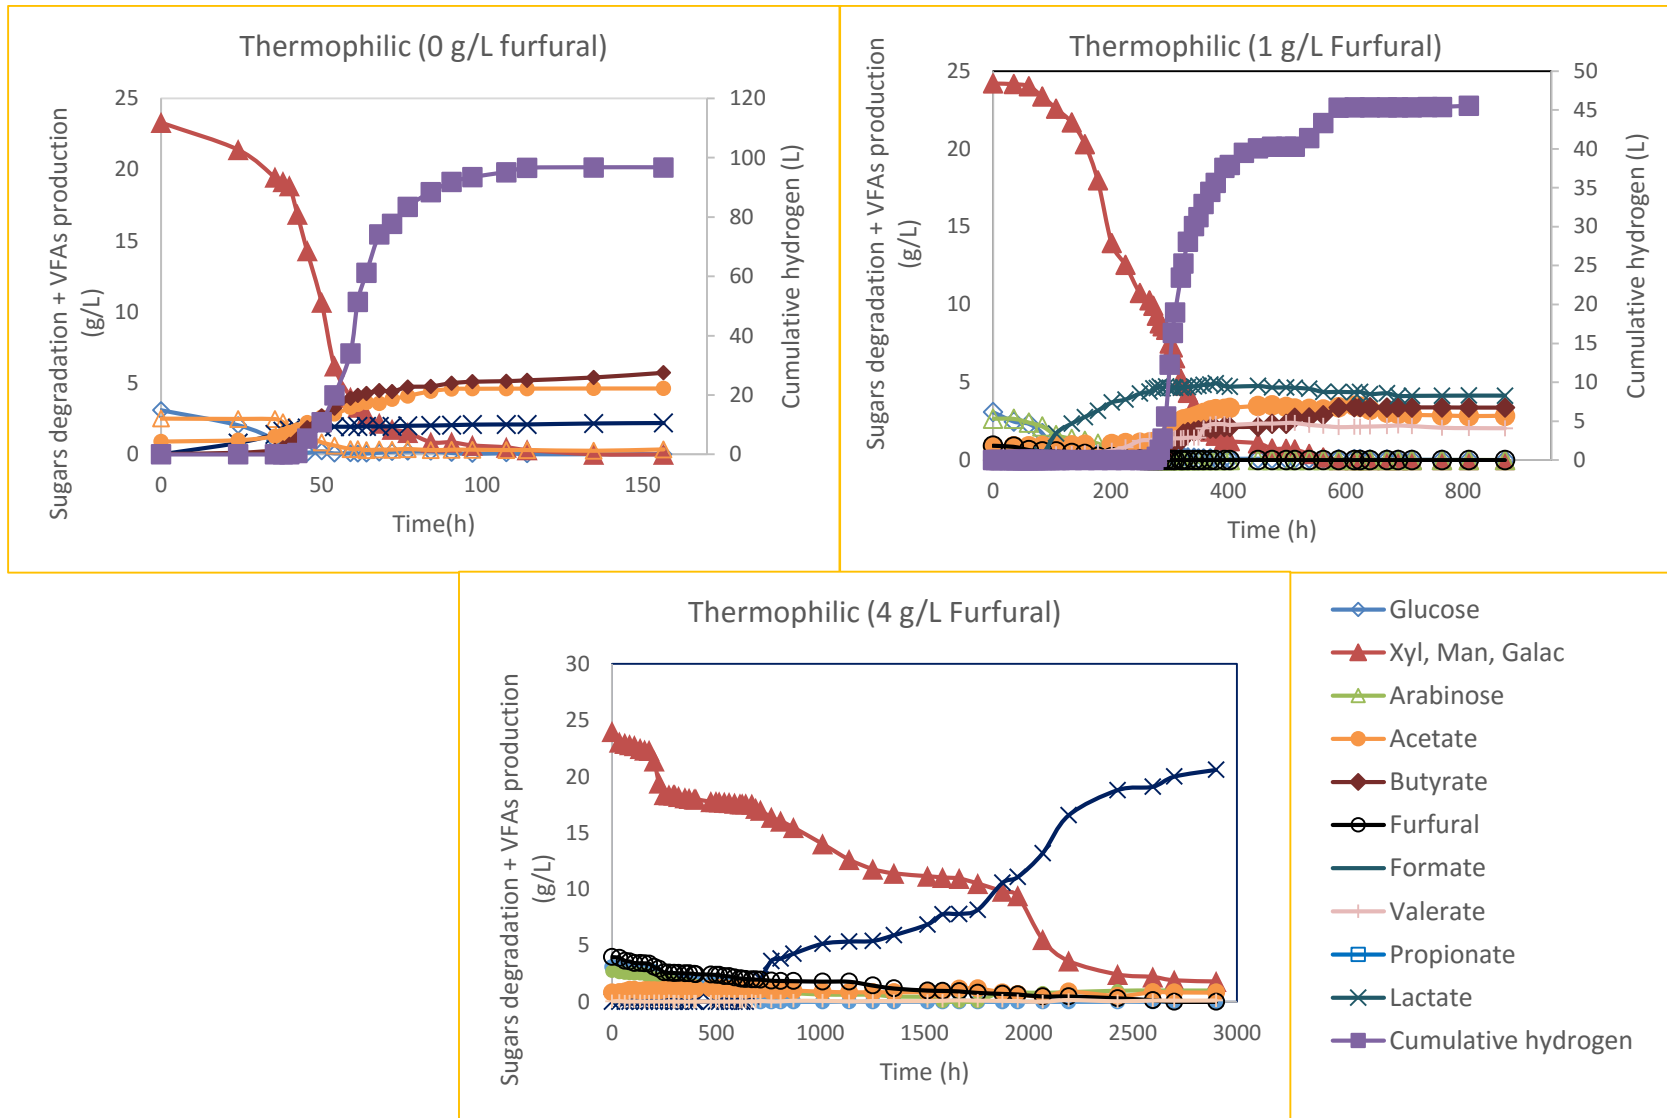 Thermophilic (0 g/L furfural)
Sugars degradation + VFAs production
(g/L)
25
20
15
10
5
0
0
50
100
150
Time(h)
120
100
80
60
40
20
0
Cumulative hydrogen (L)
Thermophilic (1 g/L Furfural)
Sugars degradation + VFAs production
(g/L)
25
20
15
10
5
0
0
200
400
600
800
Time (h)
50
45
40
35
30
25
20
15
10
5
0
Cumulative hydrogen (L)
Thermophilic (4 g/L Furfural)
Sugars degradation + VFAs production
(g/L)
30
25
20
15
10
5
0
0
500
1000
1500
2000
2500
3000
Time (h)
Glucose
Xyl, Man, Galac
Arabinose
Acetate
Butyrate
Furfural
Formate
Valerate
Propionate
Lactate
Cumulative hydrogen